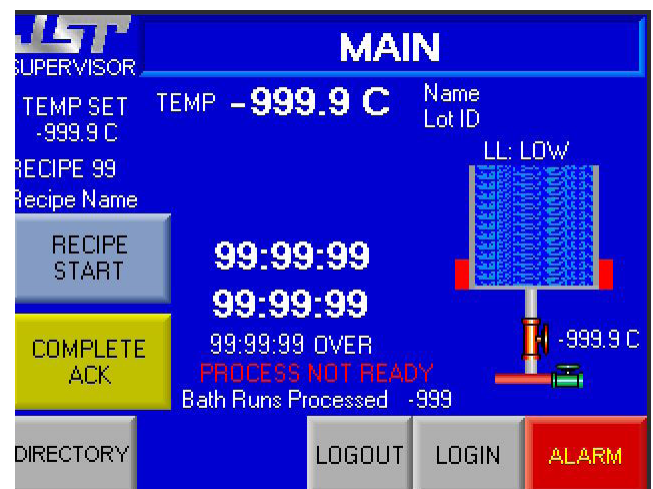 JST
SUPERVISOR
MAIN
TEMP SET
-999.9 C
TEMP -999.9 C
Name
Lot ID
RECIPE 99
Recipe Name
LL: LOW
RECIPE
START
99:99:99
99:99:99
99:99:99 OVER
PROCESS NOT READY
Bath Runs Processed -999
COMPLETE
ACK
-999.9 C
DIRECTORY
LOGOUT
LOGIN
ALARM